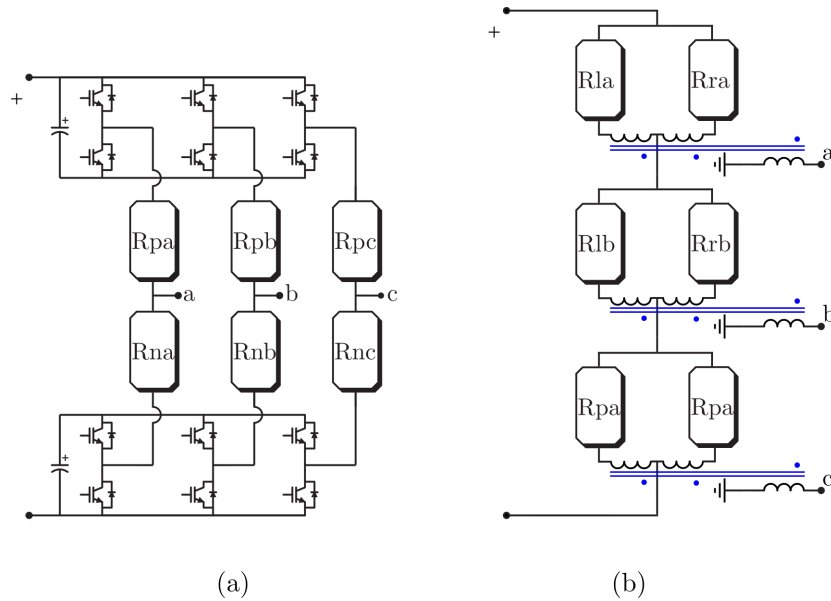 +
+
Rpa Rpb Rpc
a b c
Rna Rnb Rnc
+
(a)
+
Rla Rra
a
Rlb Rrb
b
Rpa Rpa
c
(b)